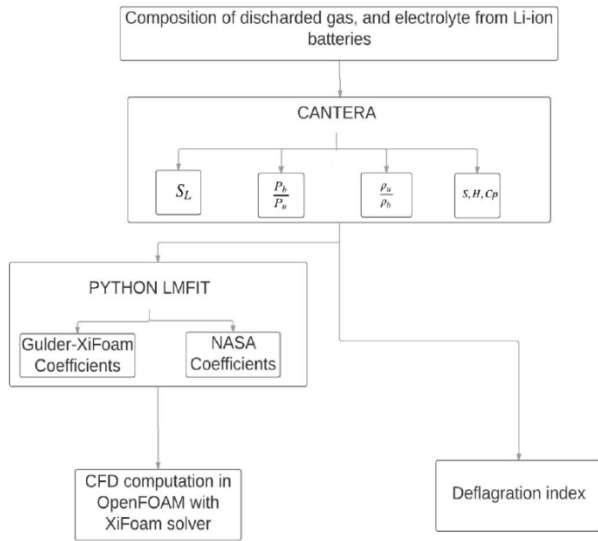 Composition of discharded gas, and electrolyte from Li-ion
batteries
CANTERA
S_L
P_b
P_u
ρ_u
ρ_b
S, H, Cp
PYTHON LMFIT
Gulder-XiFoam
Coefficients
NASA
Coefficients
CFD computation in
OpenFOAM with
XiFoam solver
Deflagration index